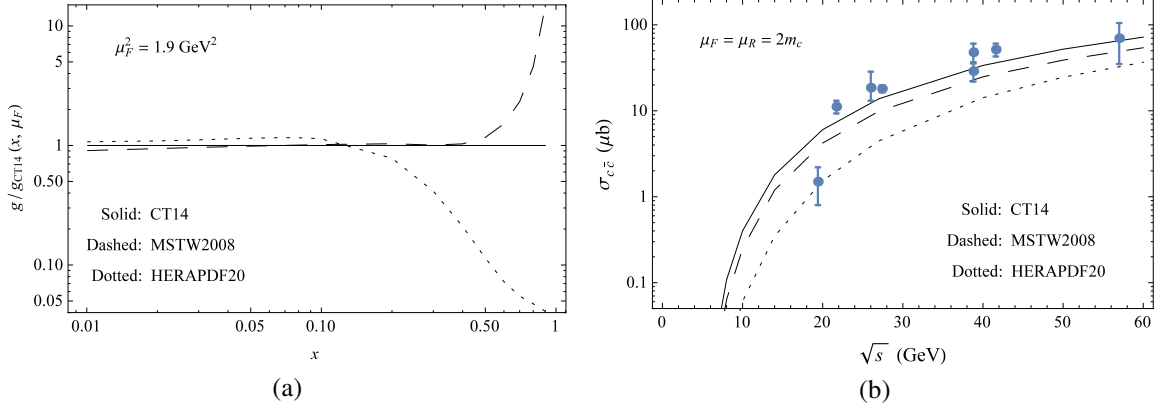 10
5
1
0.50
0.10
0.05
g / g_CT14 (x, μ_F)
μ_F^2 = 1.9 GeV^2
Solid: CT14
Dashed: MSTW2008
Dotted: HERAPDF20
0.01 0.05 0.10 0.50 1
x
(a)
100
10
1
0.1
σ_{c c̄} (μb)
μ_F = μ_R = 2m_c
Solid: CT14
Dashed: MSTW2008
Dotted: HERAPDF20
0 10 20 30 40 50 60
√s (GeV)
(b)